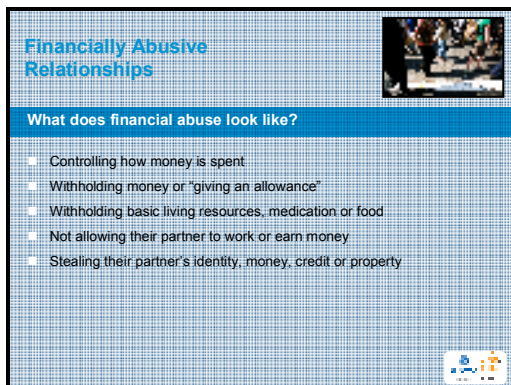 Financially Abusive
Relationships
What does financial abuse look like?
Controlling how money is spent
Withholding money or “giving an allowance”
Withholding basic living resources, medication or food
Not allowing their partner to work or earn money
Stealing their partner’s identity, money, credit or property